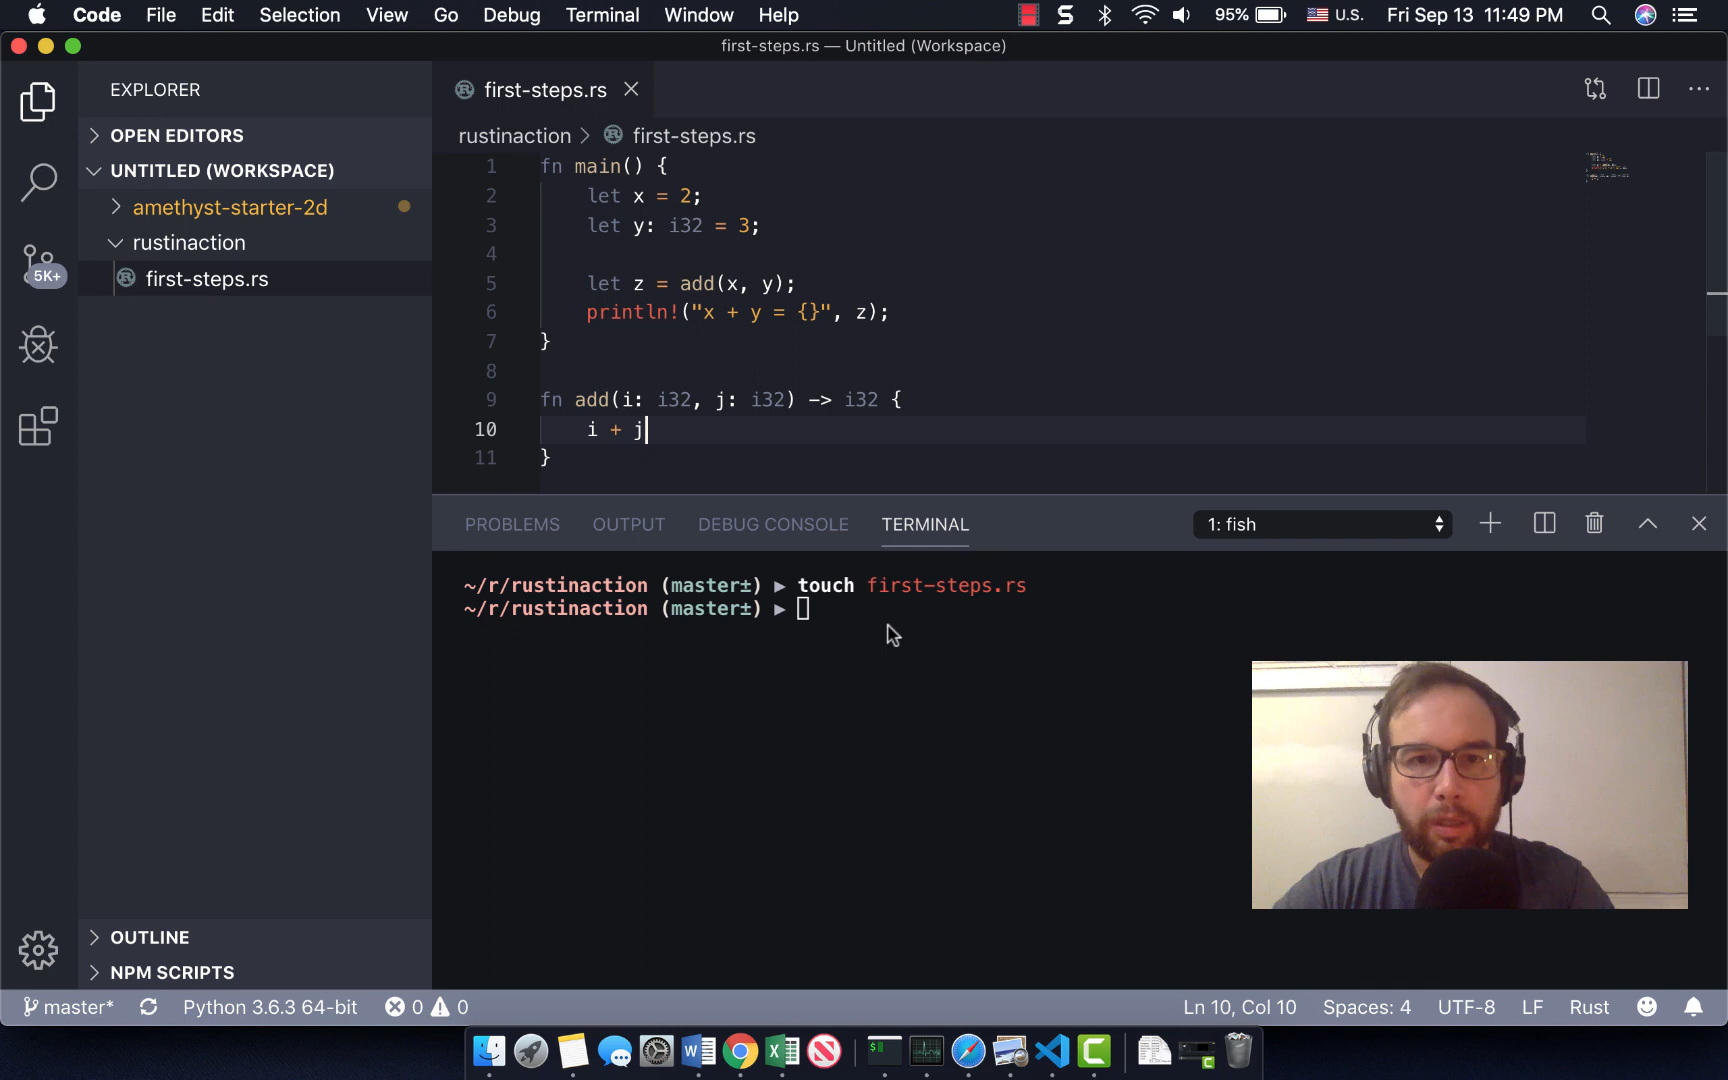 Code File Edit Selection View Go Debug Terminal Window Help 95% U.S. Fri Sep 13 11:49 PM
first-steps.rs — Untitled (Workspace)
EXPLORER
OPEN EDITORS
UNTITLED (WORKSPACE)
amethyst-starter-2d
rustinaction
first-steps.rs
5K+
OUTLINE
NPM SCRIPTS
first-steps.rs
rustinaction > first-steps.rs
1 fn main() {
2 let x = 2;
3 let y: i32 = 3;
4
5 let z = add(x, y);
6 println!("x + y = {}", z);
7 }
8
9 fn add(i: i32, j: i32) -> i32 {
10 i + j
11 }
PROBLEMS OUTPUT DEBUG CONSOLE TERMINAL 1: fish
~/r/rustinaction (master±) ▶ touch first-steps.rs
~/r/rustinaction (master±) ▶
master* Python 3.6.3 64-bit 0 0 Ln 10, Col 10 Spaces: 4 UTF-8 LF Rust